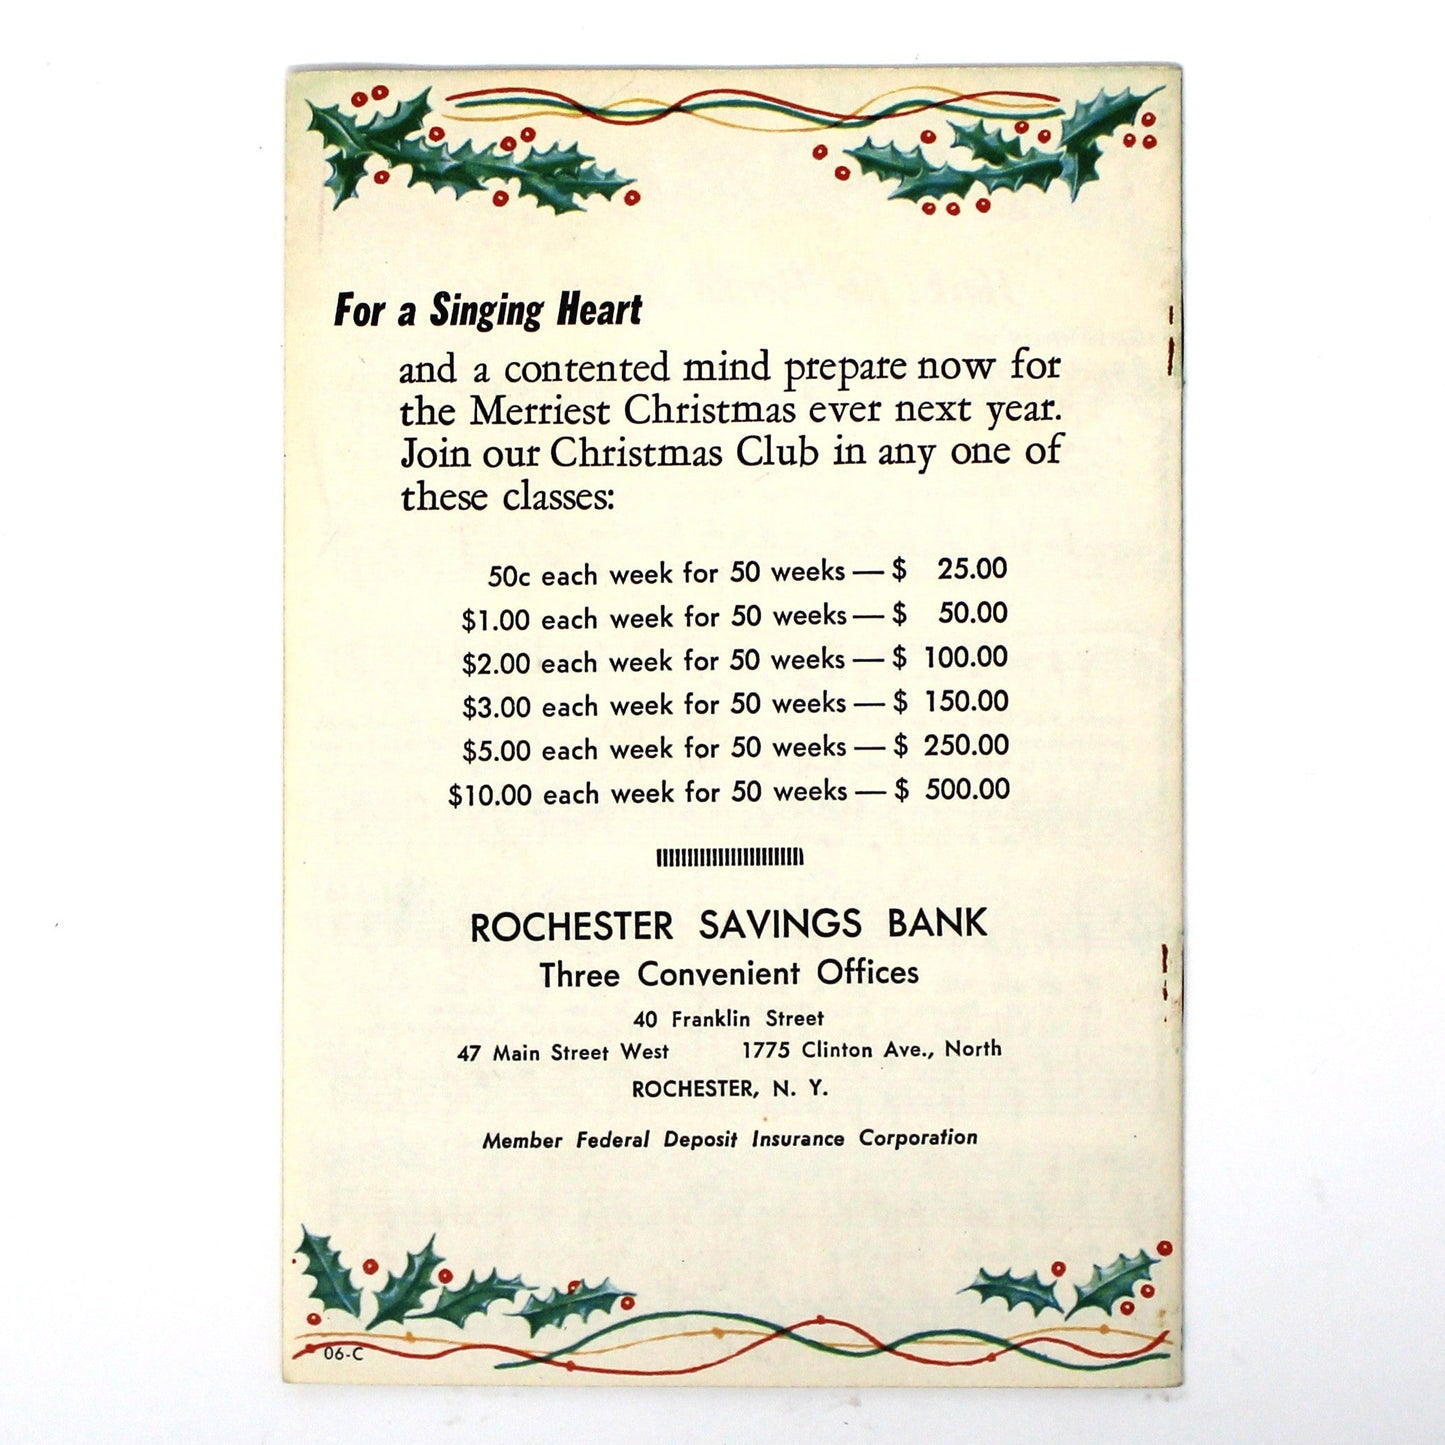 For a Singing Heart
and a contented mind prepare now for
the Merriest Christmas ever next year.
Join our Christmas Club in any one of
these classes:
50c each week for 50 weeks — $ 25.00
$1.00 each week for 50 weeks — $ 50.00
$2.00 each week for 50 weeks — $ 100.00
$3.00 each week for 50 weeks — $ 150.00
$5.00 each week for 50 weeks — $ 250.00
$10.00 each week for 50 weeks — $ 500.00
ROCHESTER SAVINGS BANK
Three Convenient Offices
40 Franklin Street
47 Main Street West 1775 Clinton Ave., North
ROCHESTER, N. Y.
Member Federal Deposit Insurance Corporation
06-C